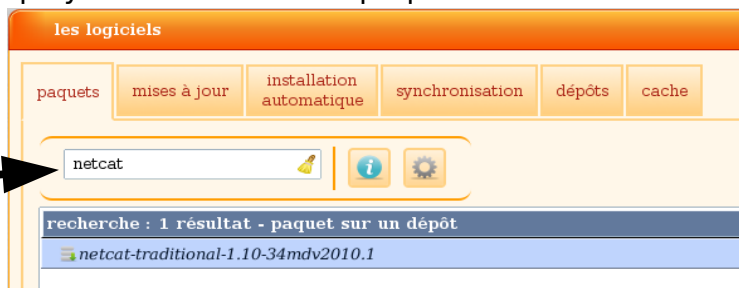 les logiciels
paquets
mises à jour
installation
automatique
synchronisation
dépôts
cache
netcat
recherche : 1 résultat - paquet sur un dépôt
netcat-traditional-1.10-34mdv2010.1